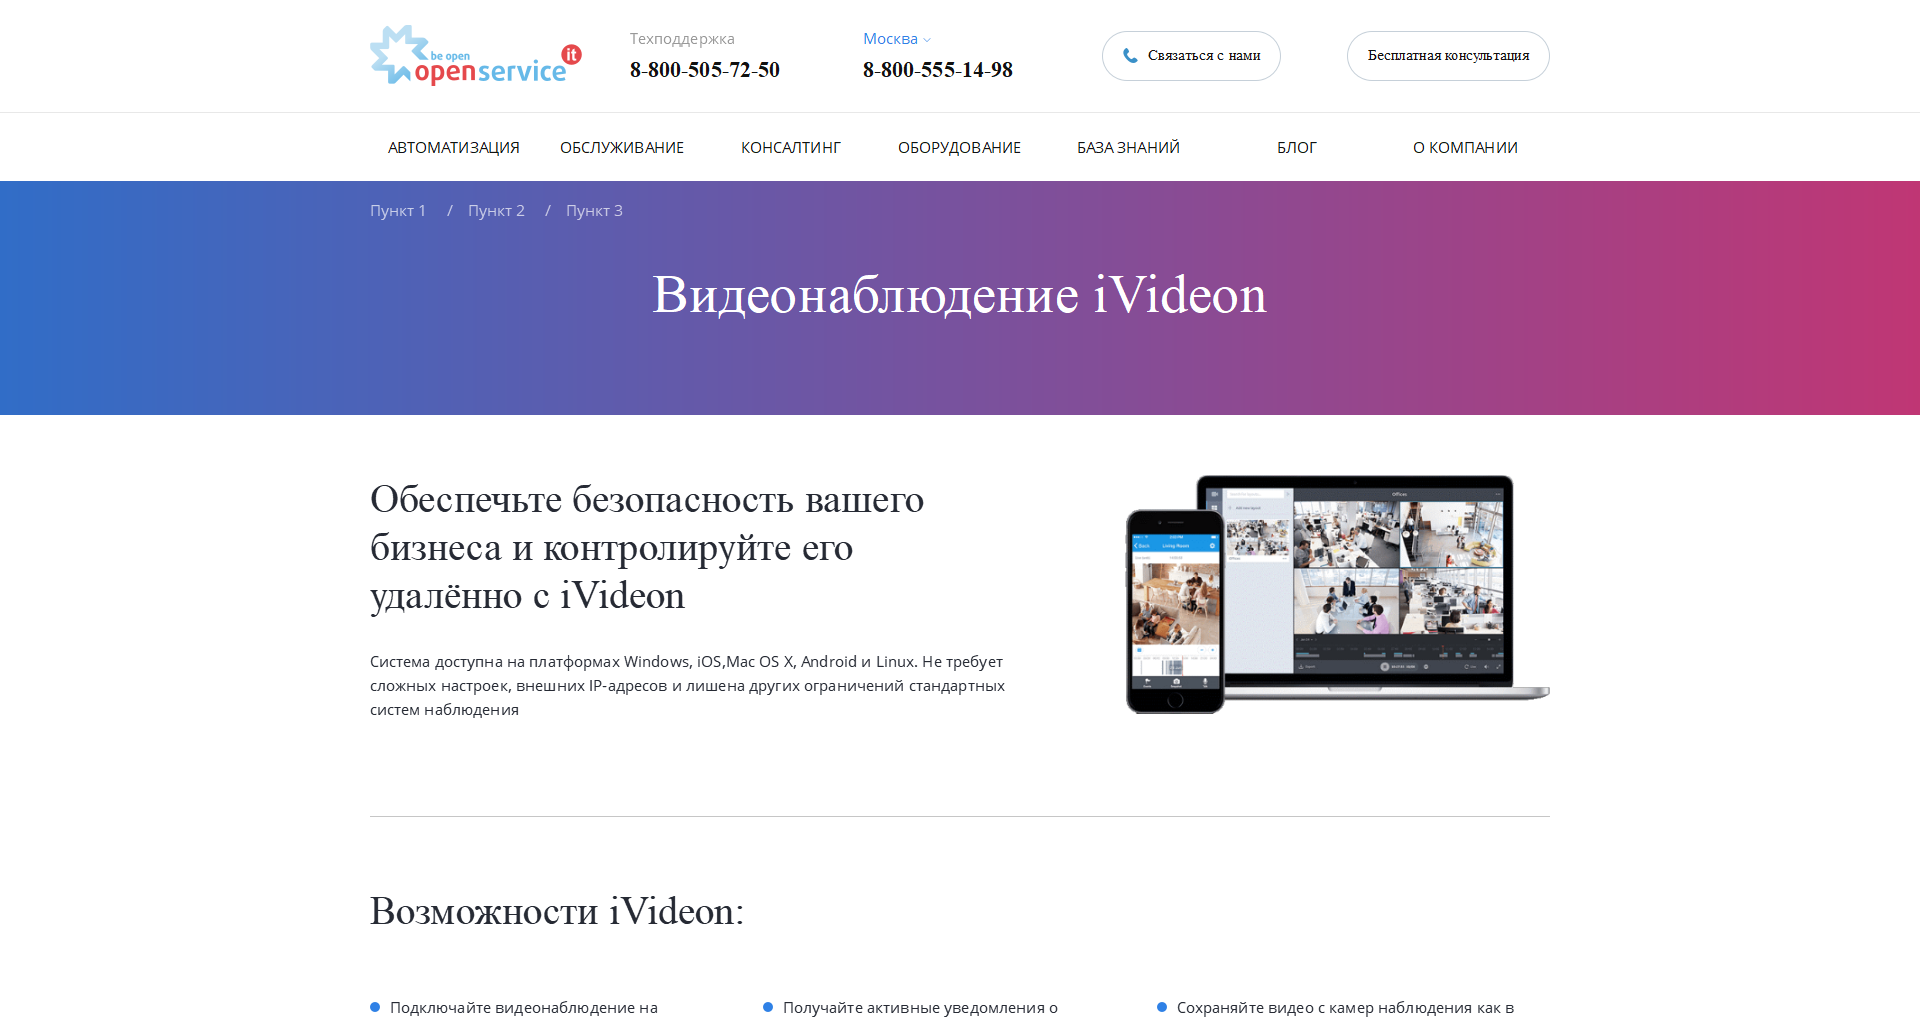 be open
openservice it
Техподдержка
8-800-505-72-50
Москва
8-800-555-14-98
Связаться с нами
Бесплатная консультация
АВТОМАТИЗАЦИЯ
ОБСЛУЖИВАНИЕ
КОНСАЛТИНГ
ОБОРУДОВАНИЕ
БАЗА ЗНАНИЙ
БЛОГ
О КОМПАНИИ
Пункт 1 / Пункт 2 / Пункт 3
Видеонаблюдение iVideon
Обеспечьте безопасность вашего
бизнеса и контролируйте его
удалённо с iVideon
Система доступна на платформах Windows, iOS,Mac OS X, Android и Linux. Не требует
сложных настроек, внешних IP-адресов и лишена других ограничений стандартных
систем наблюдения
Offices
Living Room
Возможности iVideon:
Подключайте видеонаблюдение на
Получайте активные уведомления о
Сохраняйте видео с камер наблюдения как в